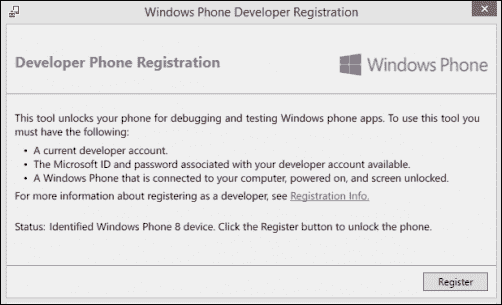 Windows Phone Developer Registration
Developer Phone Registration
Windows Phone
This tool unlocks your phone for debugging and testing Windows phone apps. To use this tool you
must have the following:
• A current developer account.
• The Microsoft ID and password associated with your developer account available.
• A Windows Phone that is connected to your computer, powered on, and screen unlocked.
For more information about registering as a developer, see Registration Info.
Status: Identified Windows Phone 8 device. Click the Register button to unlock the phone.
Register